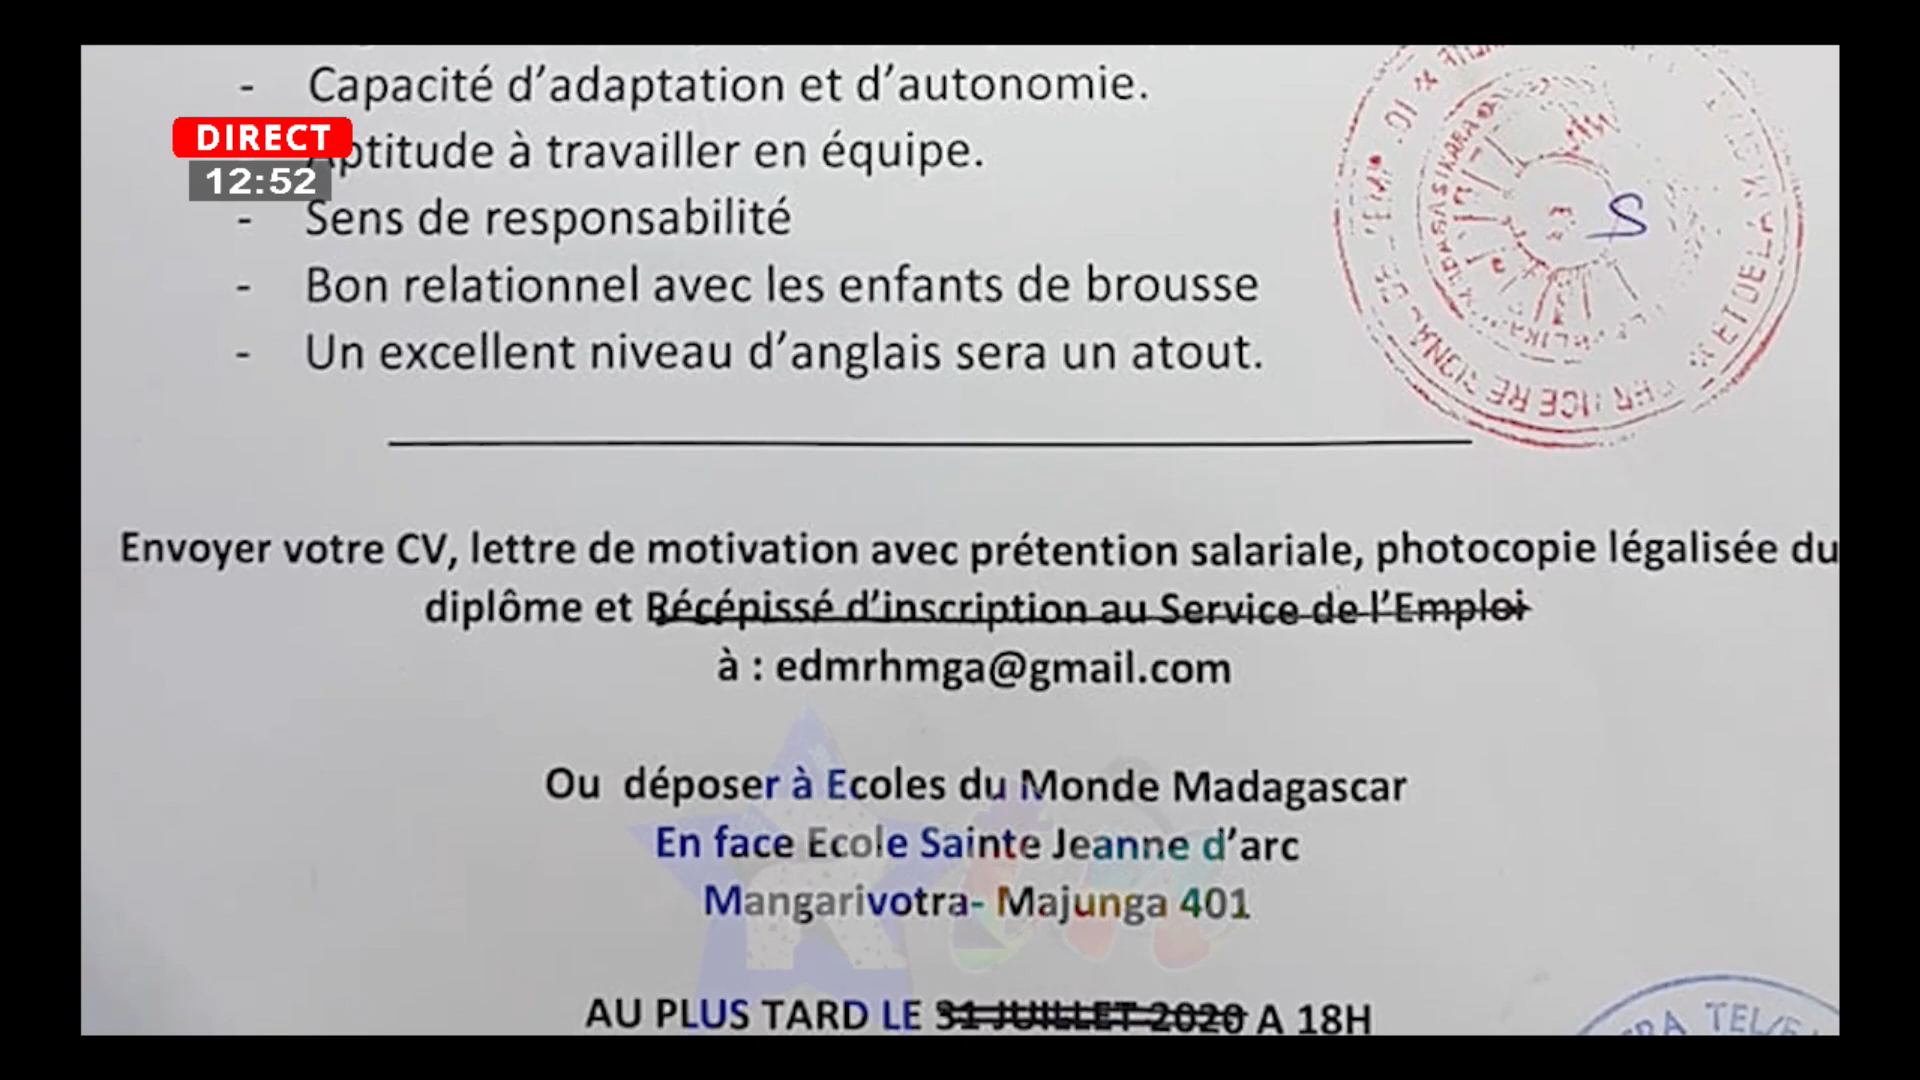 - Capacité d’adaptation et d’autonomie.
DIRECT
Aptitude à travailler en équipe.
12:52
- Sens de responsabilité
- Bon relationnel avec les enfants de brousse
- Un excellent niveau d’anglais sera un atout.
Envoyer votre CV, lettre de motivation avec prétention salariale, photocopie légalisée du
diplôme et Récépissé d’inscription au Service de l’Emploi
à : edmrhmga@gmail.com
Ou déposer à Ecoles du Monde Madagascar
En face Ecole Sainte Jeanne d’arc
Mangarivotra- Majunga 401
AU PLUS TARD LE 31 JUILLET 2020 A 18H